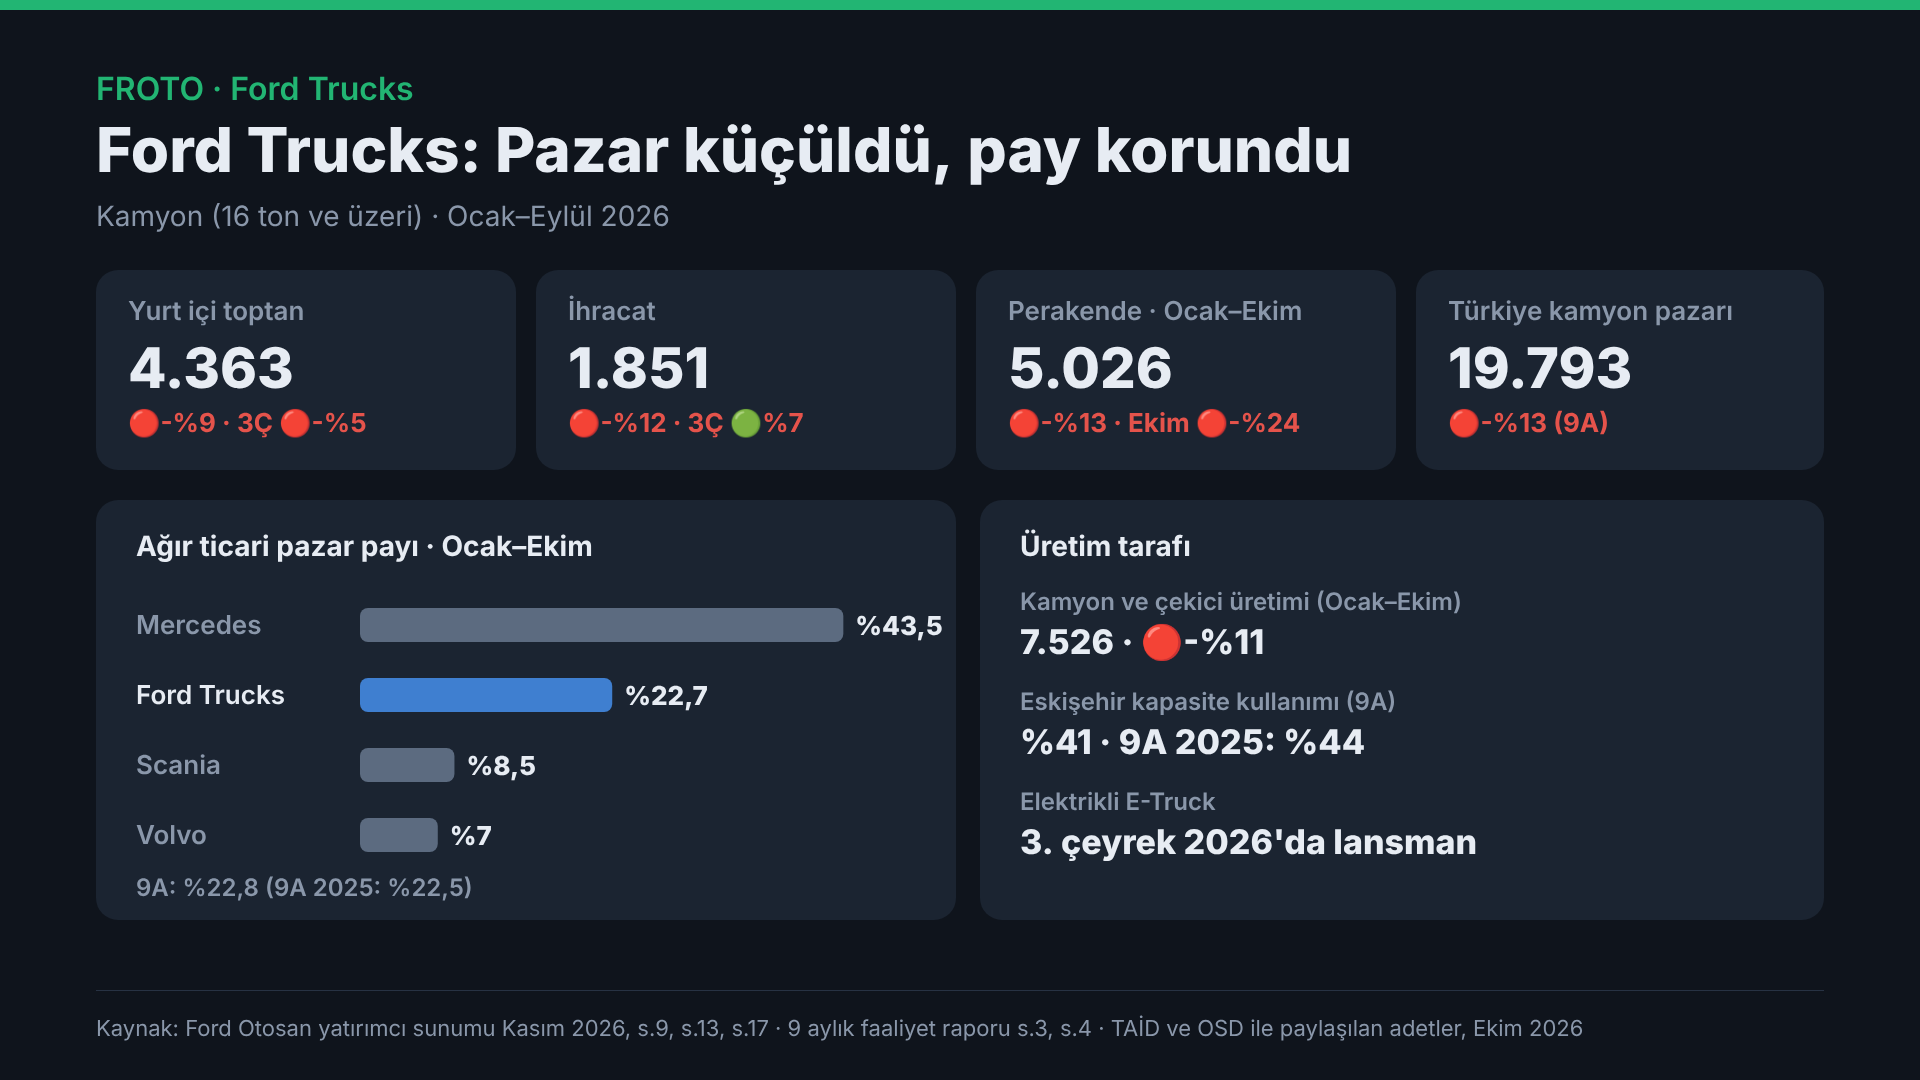 FROTO · Ford Trucks
Ford Trucks: Pazar küçüldü, pay korundu
Kamyon (16 ton ve üzeri) · Ocak–Eylül 2026
Yurt içi toptan
4.363
🔴-%9 · 3Ç 🔴-%5
İhracat
1.851
🔴-%12 · 3Ç 🟢%7
Perakende · Ocak–Ekim
5.026
🔴-%13 · Ekim 🔴-%24
Türkiye kamyon pazarı
19.793
🔴-%13 (9A)
Ağır ticari pazar payı · Ocak–Ekim
Mercedes %43,5
Ford Trucks %22,7
Scania %8,5
Volvo %7
9A: %22,8 (9A 2025: %22,5)
Üretim tarafı
Kamyon ve çekici üretimi (Ocak–Ekim)
7.526 · 🔴-%11
Eskişehir kapasite kullanımı (9A)
%41 · 9A 2025: %44
Elektrikli E-Truck
3. çeyrek 2026'da lansman
Kaynak: Ford Otosan yatırımcı sunumu Kasım 2026, s.9, s.13, s.17 · 9 aylık faaliyet raporu s.3, s.4 · TAİD ve OSD ile paylaşılan adetler, Ekim 2026